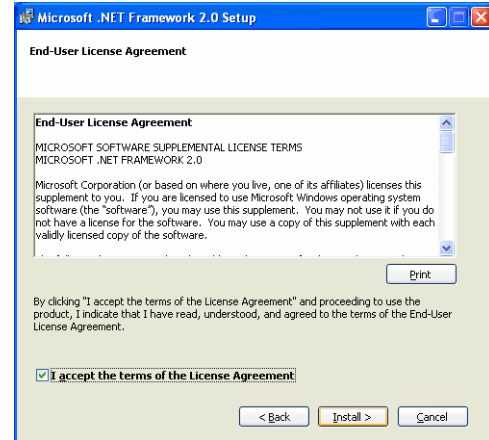 Microsoft .NET Framework 2.0 Setup
End-User License Agreement
End-User License Agreement
MICROSOFT SOFTWARE SUPPLEMENTAL LICENSE TERMS
MICROSOFT .NET FRAMEWORK 2.0
Microsoft Corporation (or based on where you live, one of its affiliates) licenses this
supplement to you. If you are licensed to use Microsoft Windows operating system
software (the "software"), you may use this supplement. You may not use it if you do
not have a license for the software. You may use a copy of this supplement with each
validly licensed copy of the software.
Print
By clicking "I accept the terms of the License Agreement" and proceeding to use the
product, I indicate that I have read, understood, and agreed to the terms of the End-User
License Agreement.
I accept the terms of the License Agreement
< Back
Install >
Cancel